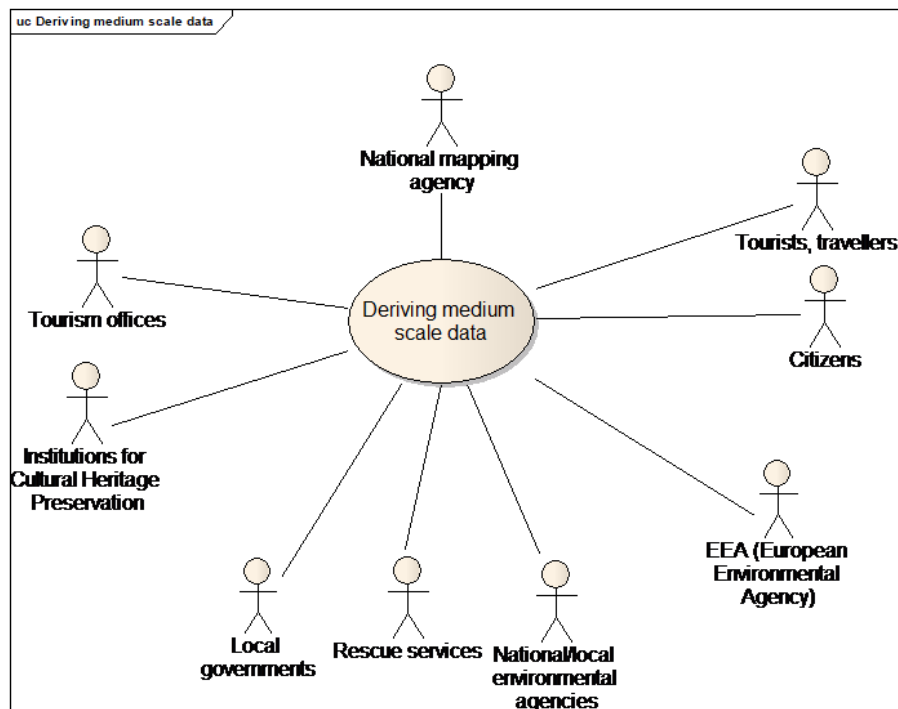 uc Deriving medium scale data
National mapping
agency
Tourists, travellers
Tourism offices
Deriving medium
scale data
Citizens
Institutions for
Cultural Heritage
Preservation
EEA (European
Environmental
Agency)
Local
governments
Rescue services
National/local
environmental
agencies